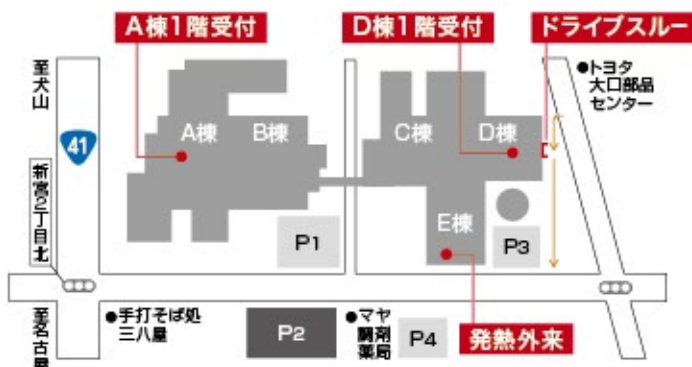 A棟1階受付
D棟1階受付
ドライブスルー
至犬山
41
新宮2丁目北
至名古屋
A棟
B棟
C棟
D棟
E棟
P1
P3
●トヨタ
大口部品
センター
●手打そば処
三八屋
P2
●マヤ
調剤
薬局
P4
発熱外来